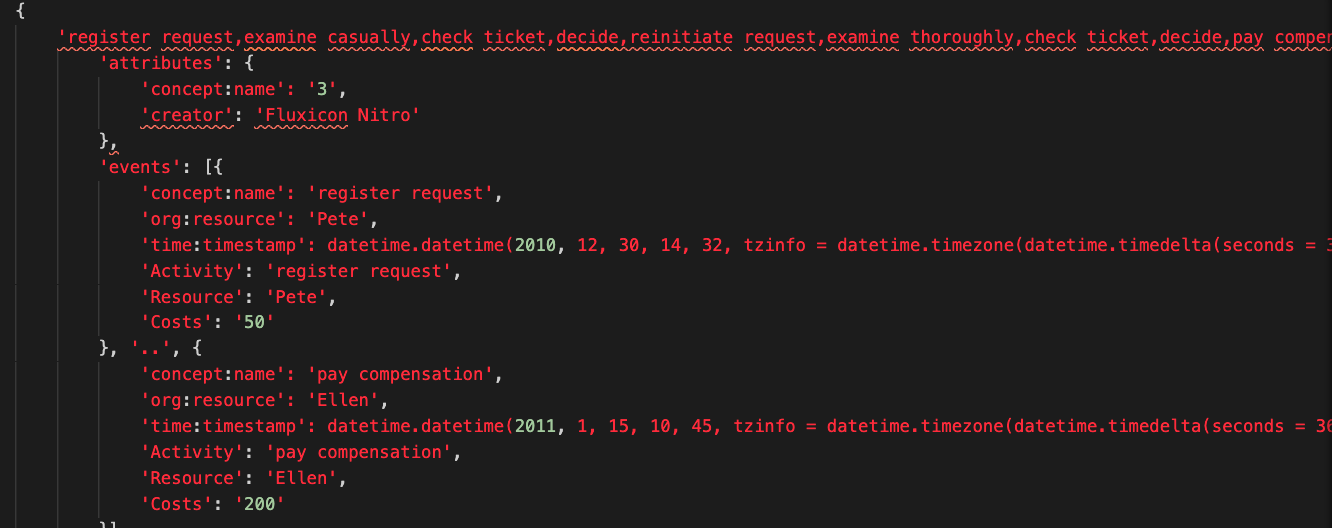 {
'register request,examine casually,check ticket,decide,reinitiate request,examine thoroughly,check ticket,decide,pay
'attributes': {
'concept:name': '3',
'creator': 'Fluxicon Nitro'
},
'events': [{
'concept:name': 'register request',
'org:resource': 'Pete',
'time:timestamp': datetime.datetime(2010, 12, 30, 14, 32, tzinfo = datetime.timezone(datetime.timedelta(seconds =
'Activity': 'register request',
'Resource': 'Pete',
'Costs': '50'
}, '..', {
'concept:name': 'pay compensation',
'org:resource': 'Ellen',
'time:timestamp': datetime.datetime(2011, 1, 15, 10, 45, tzinfo = datetime.timezone(datetime.timedelta(seconds =
'Activity': 'pay compensation',
'Resource': 'Ellen',
'Costs': '200'
}]